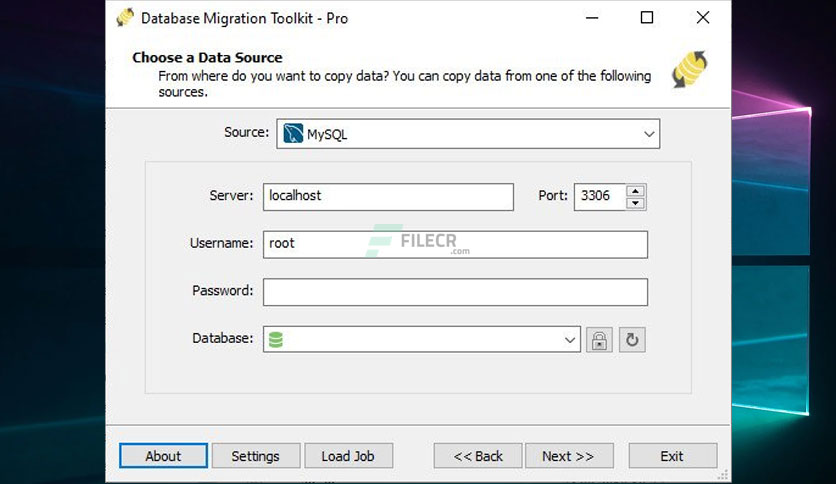 Database Migration Toolkit - Pro
Choose a Data Source
From where do you want to copy data? You can copy data from one of the following
sources.
Source: MySQL
Server: localhost Port: 3306
Username: root
FILECR
.com
Password:
Database:
About Settings Load Job << Back Next >> Exit